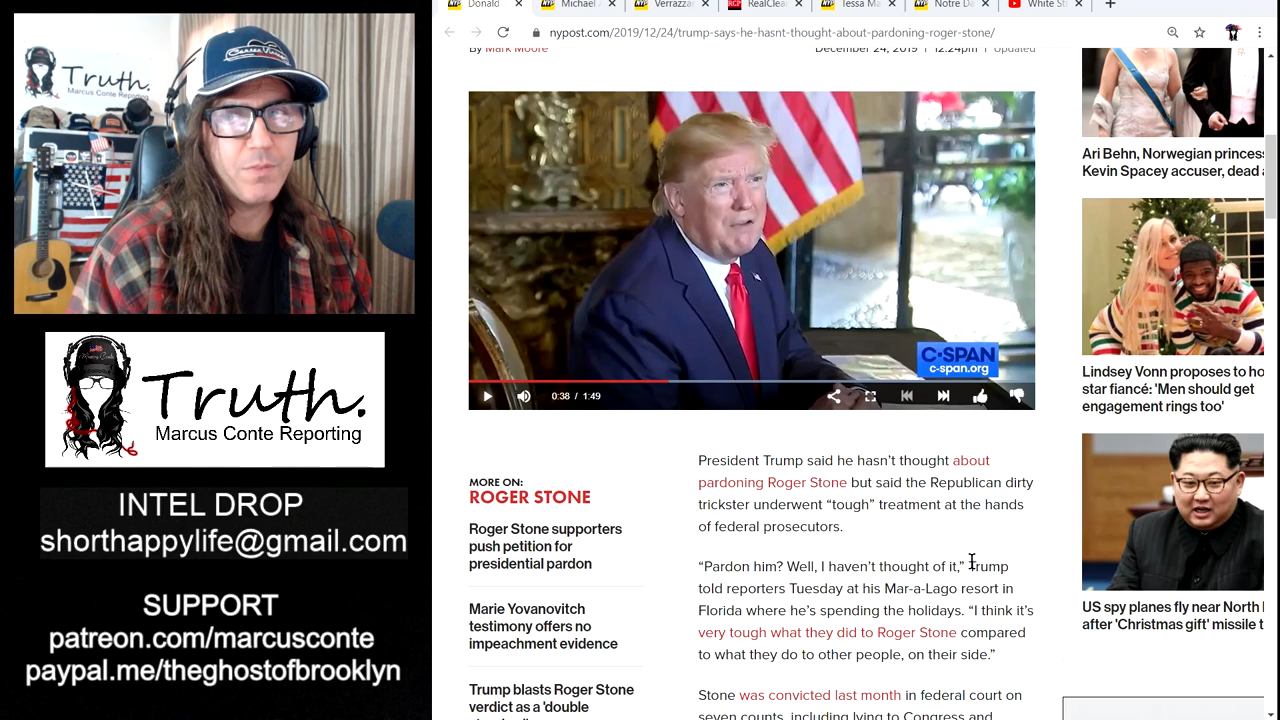 Donald
Michael
Verrazza
RealClea
Tessa Ma
Notre Da
White St
nypost.com/2019/12/24/trump-says-he-hasnt-thought-about-pardoning-roger-stone/
Truth.
Marcus Conte Reporting
By Mark Moore
December 24, 2019 | 12:24pm | Updated
C-SPAN
c-span.org
0:38 / 1:49
Truth.
Marcus Conte Reporting
INTEL DROP
shorthappylife@gmail.com
SUPPORT
patreon.com/marcusconte
paypal.me/theghostofbrooklyn
MORE ON:
ROGER STONE
Roger Stone supporters
push petition for
presidential pardon
Marie Yovanovitch
testimony offers no
impeachment evidence
Trump blasts Roger Stone
verdict as a 'double
President Trump said he hasn’t thought about
pardoning Roger Stone but said the Republican dirty
trickster underwent “tough” treatment at the hands
of federal prosecutors.
“Pardon him? Well, I haven’t thought of it,” Trump
told reporters Tuesday at his Mar-a-Lago resort in
Florida where he’s spending the holidays. “I think it’s
very tough what they did to Roger Stone compared
to what they do to other people, on their side.”
Stone was convicted last month in federal court on
seven counts, including lying to Congress and
Ari Behn, Norwegian princess
Kevin Spacey accuser, dead
Lindsey Vonn proposes to ho
star fiancé: 'Men should get
engagement rings too'
US spy planes fly near North
after 'Christmas gift' missile t